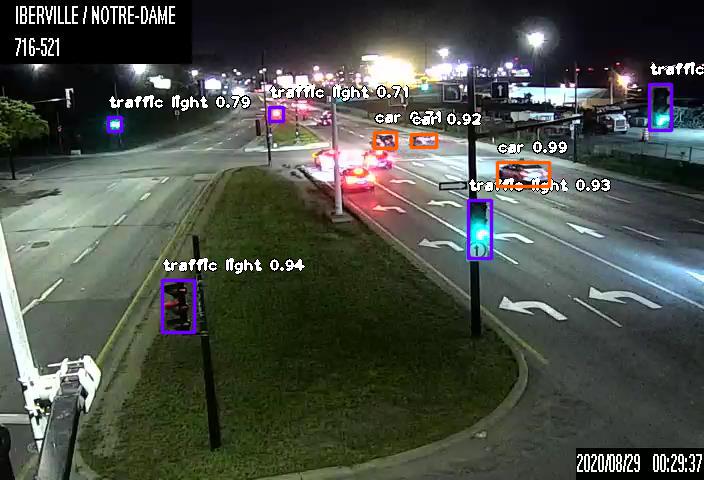 IBERVILLE / NOTRE-DAME
716-521
traffic
traffic light 0.79
traffic light 0.71
car 0.92
car 0.99
traffic light 0.93
traffic light 0.94
1
2020/08/29 00:29:37